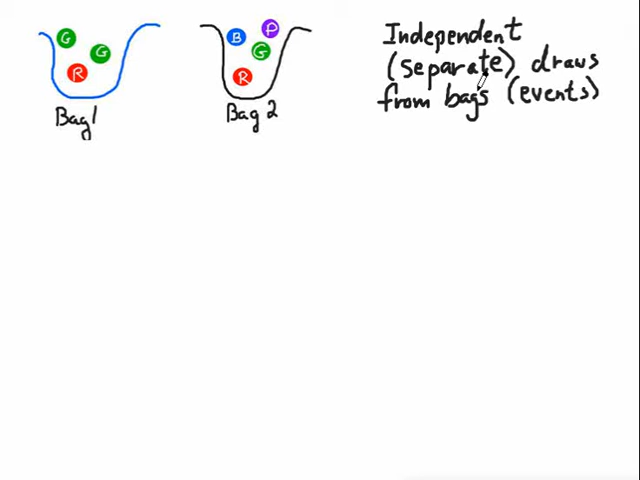 G
G
R
Bag 1
B
P
G
R
Bag 2
Independent
(separate) draws
from bags (events)